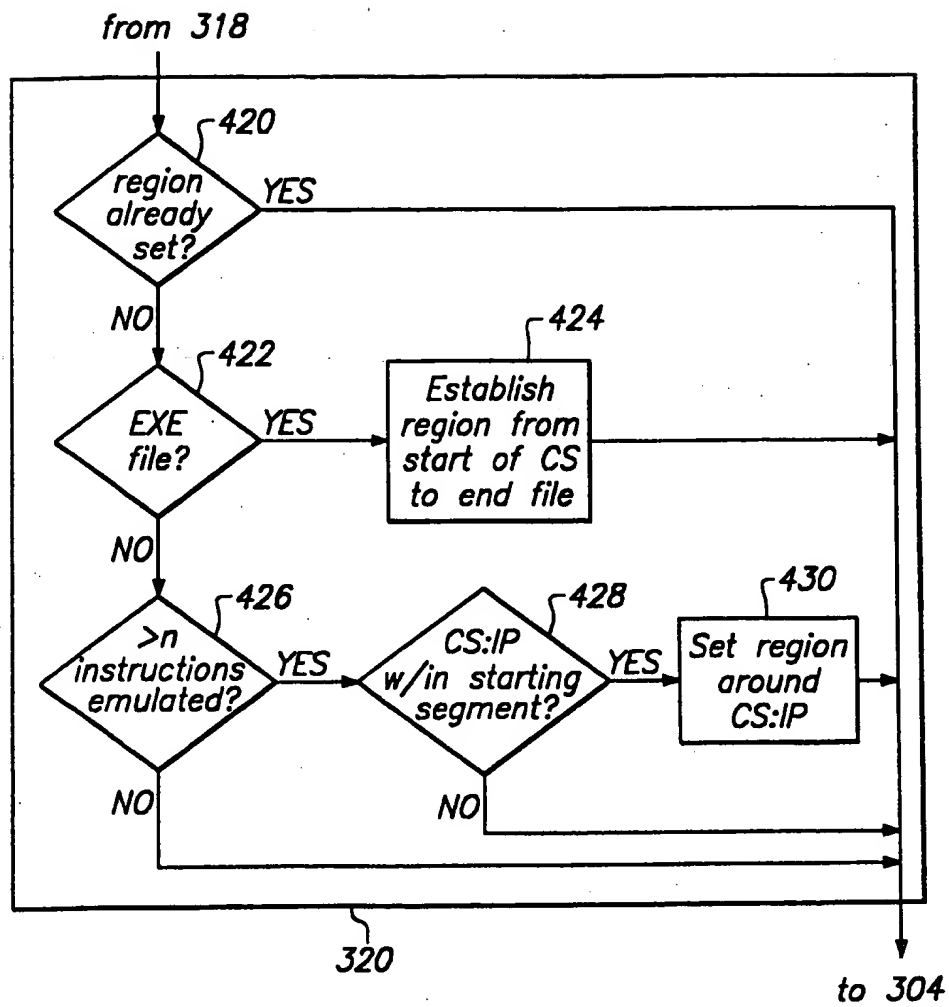 from 318
420
region
already
set?
YES
NO
422
EXE
file?
YES
424
Establish
region from
start of CS
to end file
NO
426
>n
instructions
emulated?
YES
428
CS:IP
w/in starting
segment?
YES
430
Set region
around
CS:IP
NO
NO
320
to 304